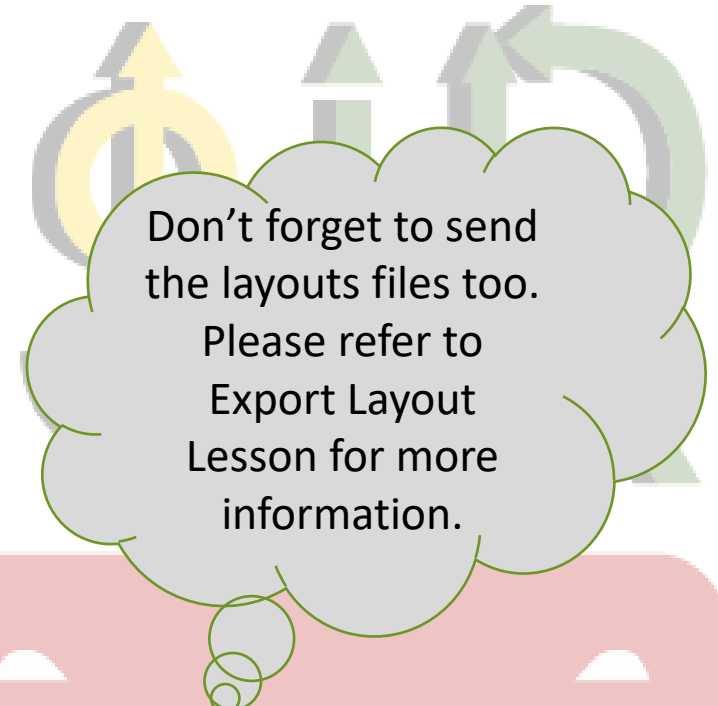 Don’t forget to send
the layouts files too.
Please refer to
Export Layout
Lesson for more
information.